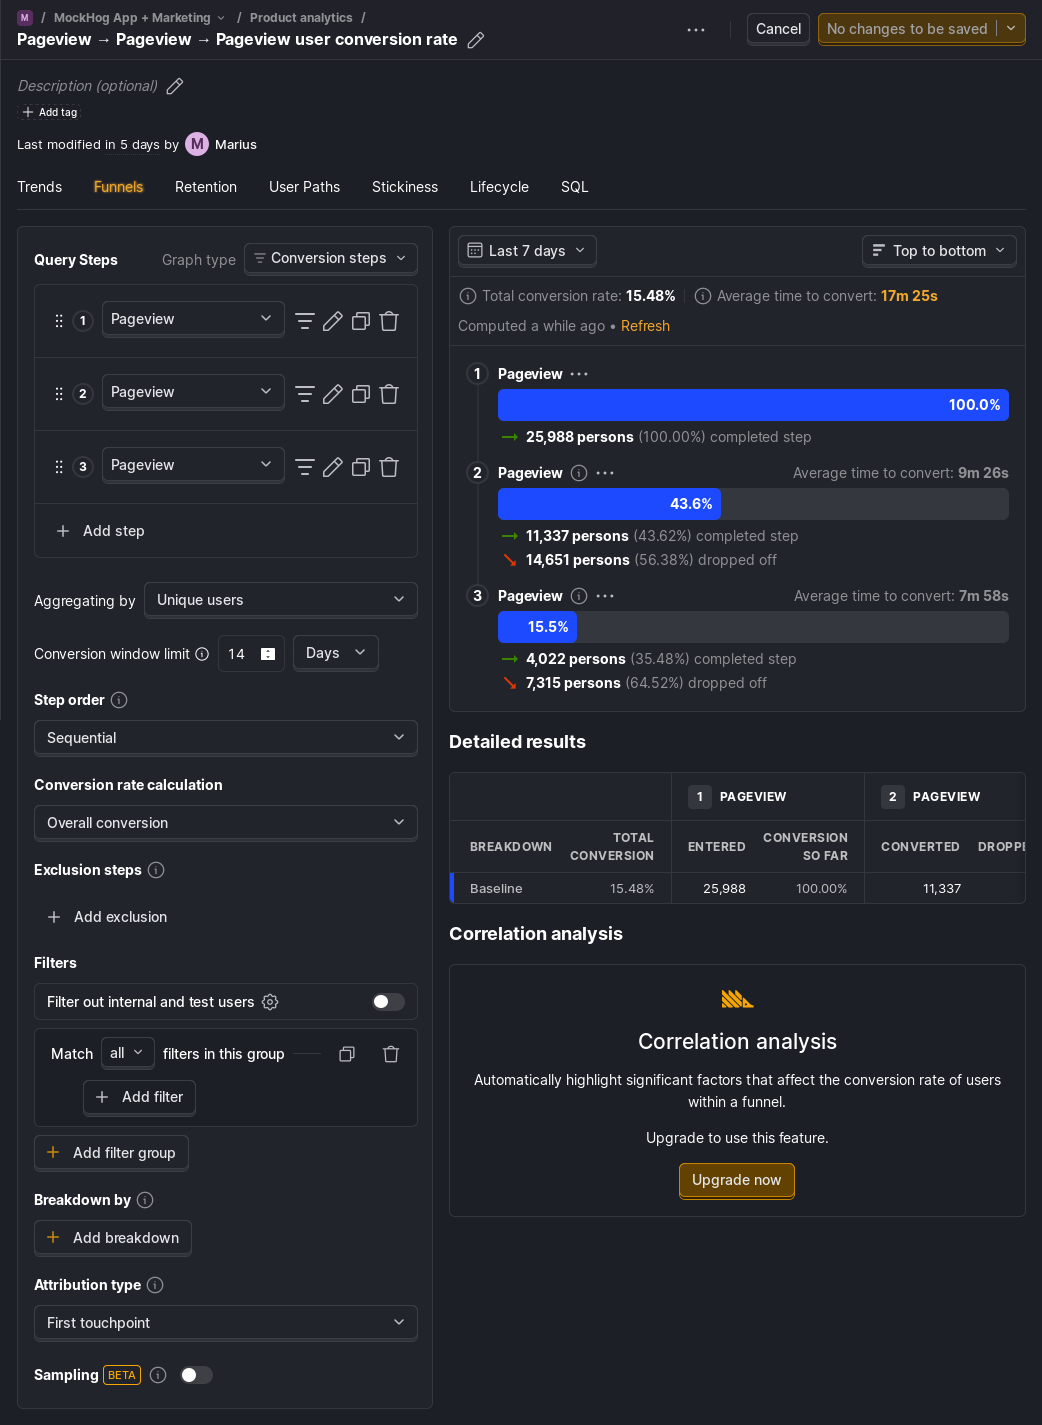 M / MockHog App + Marketing / Product analytics /
Pageview → Pageview → Pageview user conversion rate
Cancel
No changes to be saved
Description (optional)
Add tag
Last modified in 5 days by M Marius
Trends Funnels Retention User Paths Stickiness Lifecycle SQL
Query Steps Graph type Conversion steps
1 Pageview
2 Pageview
3 Pageview
Add step
Aggregating by Unique users
Conversion window limit 14 Days
Step order
Sequential
Conversion rate calculation
Overall conversion
Exclusion steps
Add exclusion
Filters
Filter out internal and test users
Match all filters in this group
Add filter
Add filter group
Breakdown by
Add breakdown
Attribution type
First touchpoint
Sampling BETA
Last 7 days Top to bottom
Total conversion rate: 15.48% Average time to convert: 17m 25s
Computed a while ago • Refresh
1 Pageview
100.0%
25,988 persons (100.00%) completed step
2 Pageview Average time to convert: 9m 26s
43.6%
11,337 persons (43.62%) completed step
14,651 persons (56.38%) dropped off
3 Pageview Average time to convert: 7m 58s
15.5%
4,022 persons (35.48%) completed step
7,315 persons (64.52%) dropped off
Detailed results
1 PAGEVIEW 2 PAGEVIEW
BREAKDOWN TOTAL CONVERSION ENTERED CONVERSION SO FAR CONVERTED DROPPE
Baseline 15.48% 25,988 100.00% 11,337
Correlation analysis
Correlation analysis
Automatically highlight significant factors that affect the conversion rate of users
within a funnel.
Upgrade to use this feature.
Upgrade now